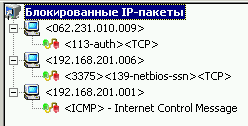 Блокированные IP-пакеты
<062.231.010.009>
<113-auth><TCP>
<192.168.201.006>
<3375><139-netbios-ssn><TCP>
<192.168.201.001>
<ICMP> - Internet Control Message